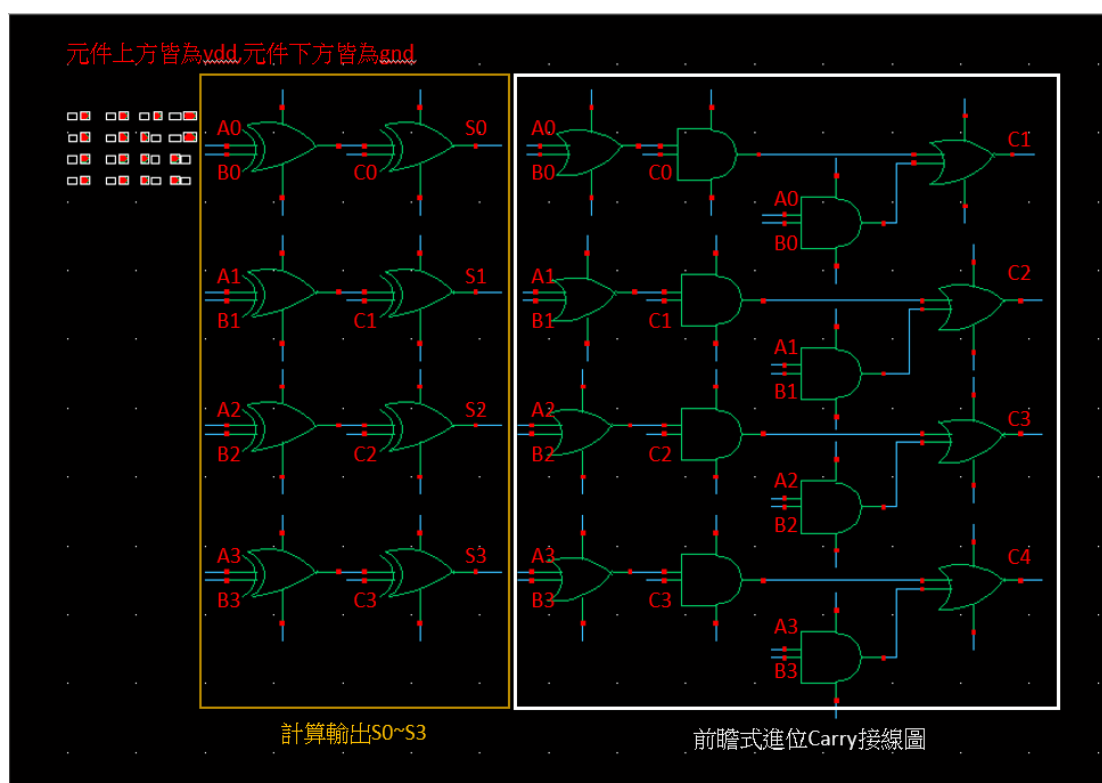 元件上方皆為vdd,元件下方皆為gnd
A0
B0
C0
S0
A0
B0
C0
A0
B0
C1
A1
B1
C1
S1
A1
B1
C1
A1
B1
C2
A2
B2
C2
S2
A2
B2
C2
A2
B2
C3
A3
B3
C3
S3
A3
B3
C3
A3
B3
C4
計算輸出S0~S3
前瞻式進位Carry接線圖